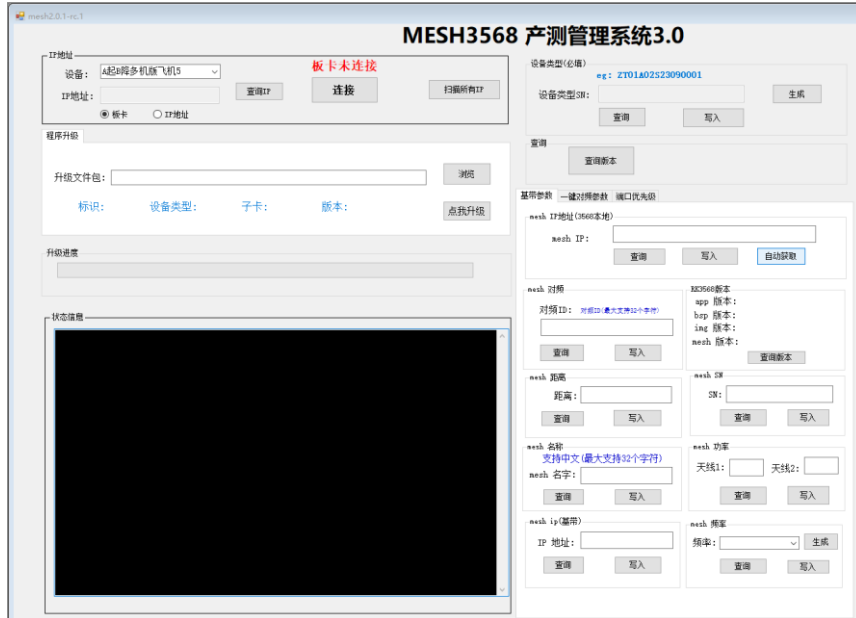 mesh2.0.1-rc.1
MESH3568 产测管理系统3.0
IP地址
设备: A起B降多机版飞机5
板卡未连接
IP地址:
查询IP
连接
扫描所有IP
板卡
IP地址
设备类型(必填)
eg: ZT01A02S23090001
设备类型SN:
生成
查询
写入
程序升级
升级文件包:
浏览
标识:
设备类型:
子卡:
版本:
点我升级
查询
查询版本
升级进度
状态信息
基带参数
一键对频参数
端口优先级
mesh IP地址(3568本地)
mesh IP:
查询
写入
自动获取
mesh 对频
对频ID: 对频ID(最大支持32个字符)
查询
写入
RK3568版本
app 版本:
bsp 版本:
img 版本:
mesh 版本:
查询版本
mesh 距离
距离:
查询
写入
mesh SN
SN:
查询
写入
mesh 名称
支持中文(最大支持32个字符)
mesh 名字:
查询
写入
mesh 功率
天线1:
天线2:
查询
写入
mesh ip(基带)
IP 地址:
查询
写入
mesh 频率
频率:
生成
查询
写入